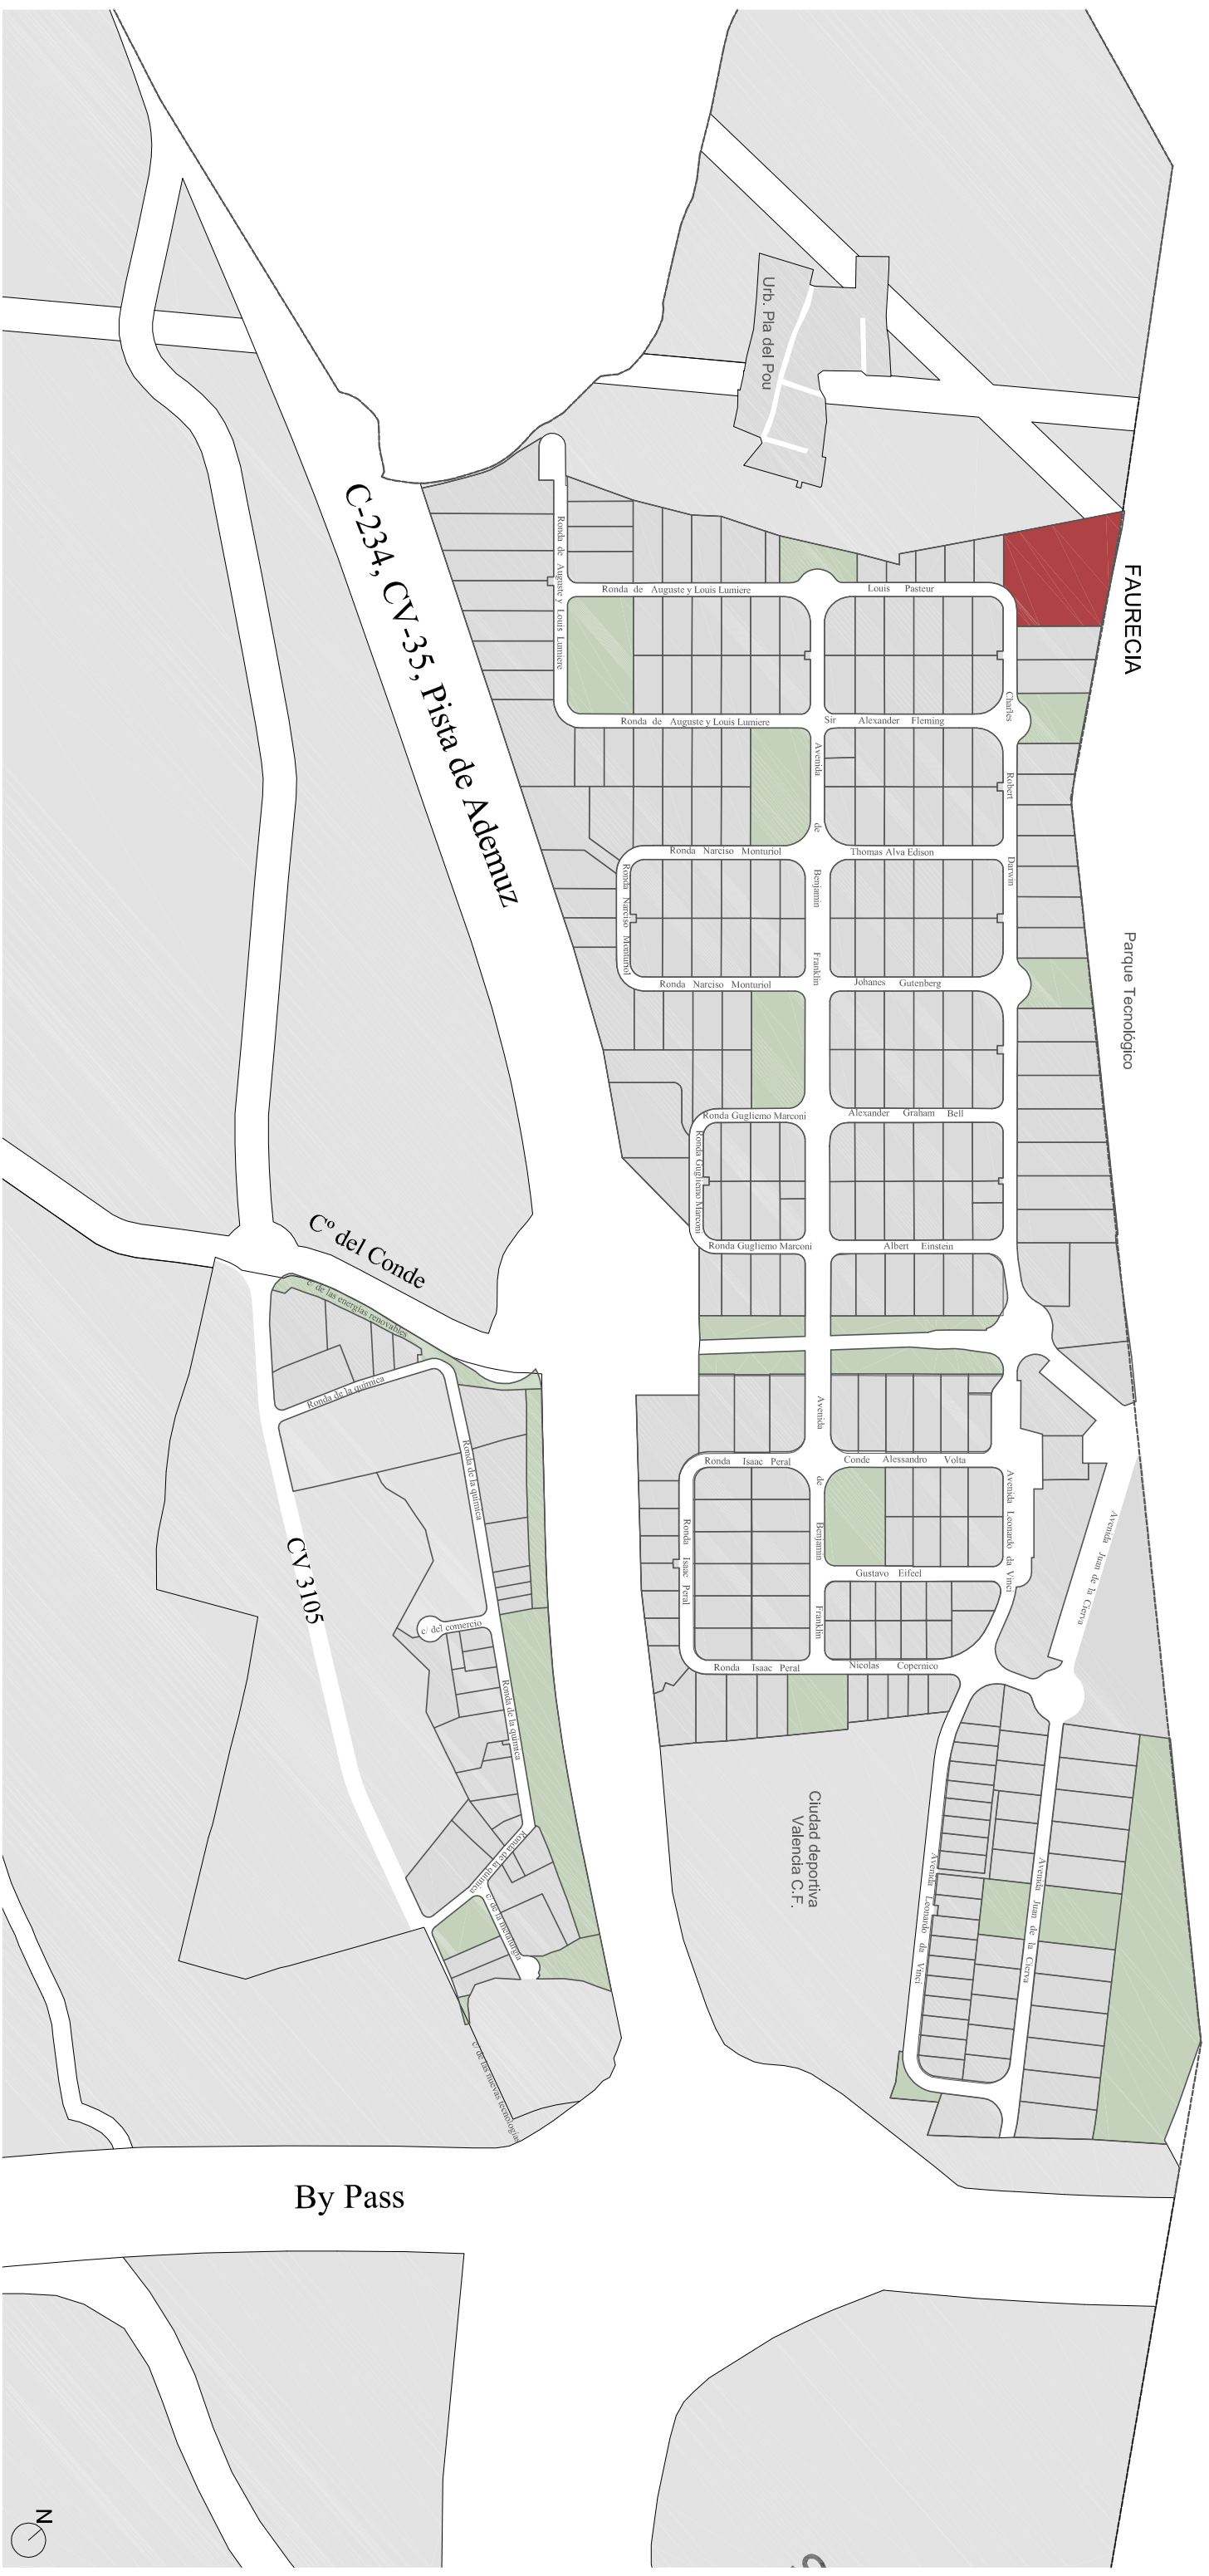 Urb. Pla del Pou
C-234, CV-35, Pista de Ademuz
FAURECIA
Ronda de Auguste y Louis Lumiere
Ronda de Auguste y Louis Lumiere
Louis Pasteur
Charles Robert Darwin
Ronda de Auguste y Louis Lumiere
Sir Alexander Fleming
Avenida de Benjamin Franklin
Ronda Narciso Monturiol
Thomas Alva Edison
Ronda Narciso Monturiol
Parque Tecnológico
Ronda Narciso Monturiol
Johanes Gutenberg
Ronda Gugliemo Marconi
Alexander Graham Bell
Ronda Gugliemo Marconi
Ronda Gugliemo Marconi
Albert Einstein
Cº del Conde
c/ de las energías renovables
Ronda de la química
Ronda de la química
Avenida de Benjamin Franklin
Ronda Isaac Peral
Conde Alessandro Volta
Avenida Leonardo da Vinci
Avenida Juan de la Cierva
Ronda Isaac Peral
Gustavo Eifeel
CV 3105
c/ del comercio
Ronda Isaac Peral
Nicolas Copernico
Ronda de la química
Ciudad deportiva
Valencia C.F.
Ronda de la química
c/ de la metalurgia
Avenida Leonardo da Vinci
Avenida Juan de la Cierva
c/ de las nuevas tecnologías
By Pass
N